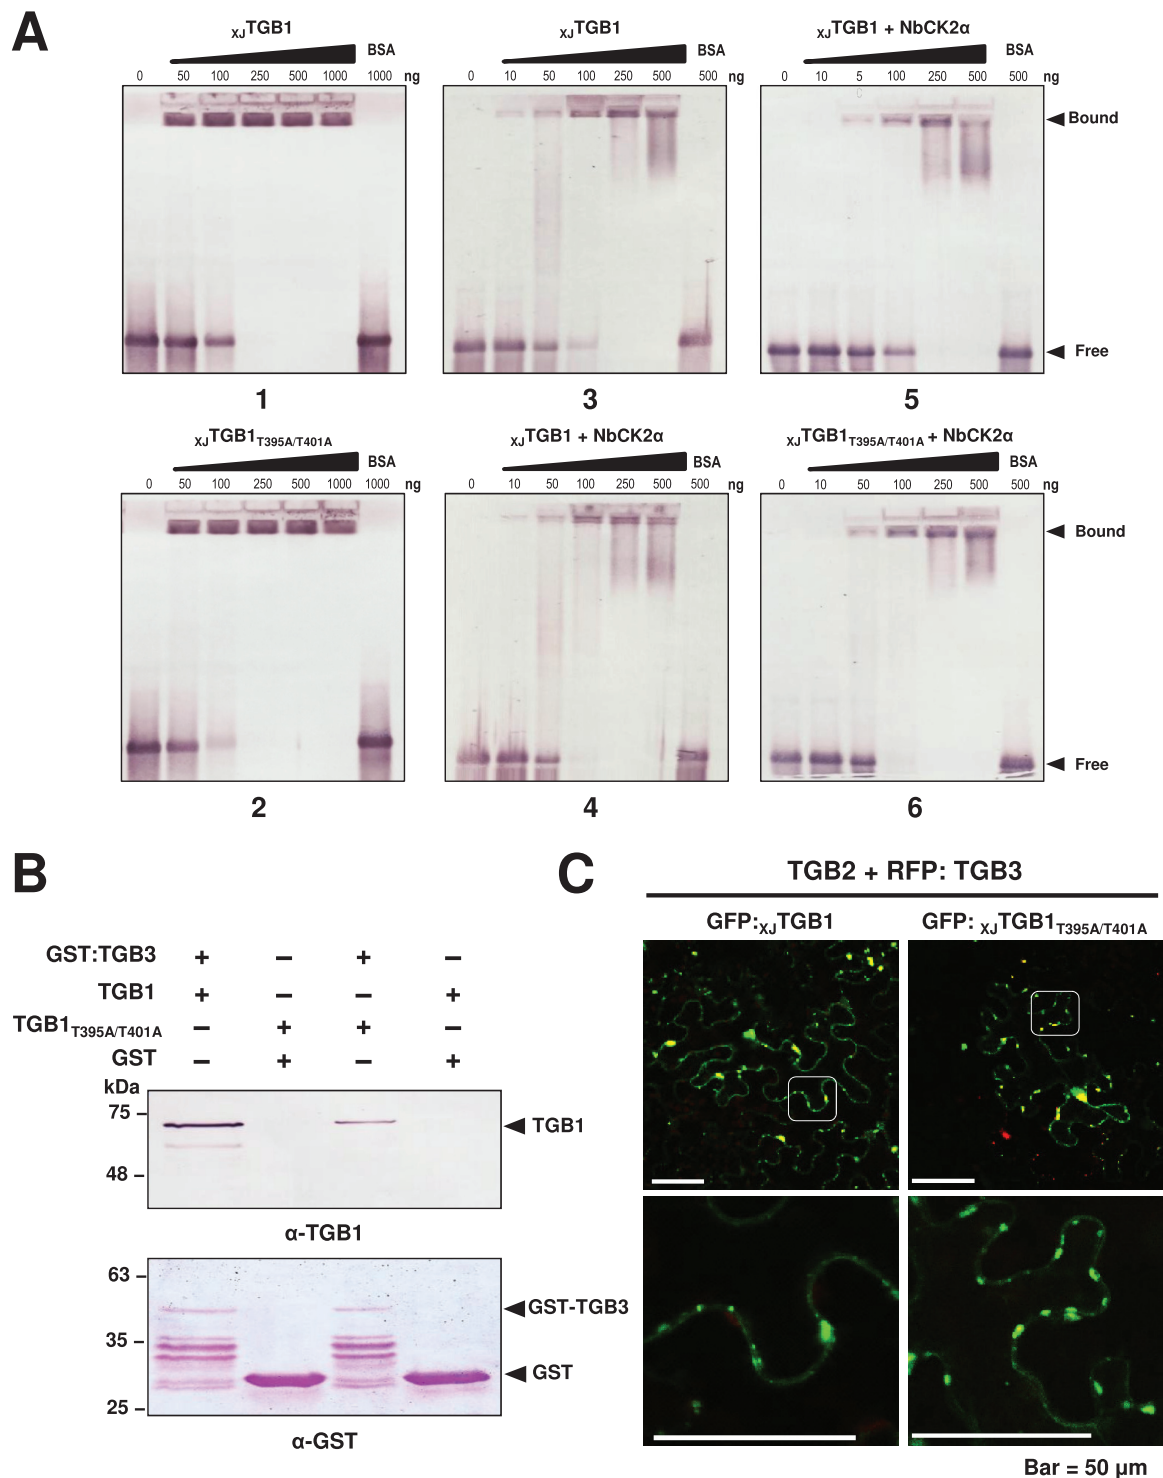 A
XJTGB1
BSA
0 50 100 250 500 1000 1000 ng
1
XJTGB1
BSA
0 10 50 100 250 500 500 ng
3
XJTGB1 + NbCK2α
BSA
0 10 5 100 250 500 500 ng
Bound
Free
5
XJTGB1T395A/T401A
BSA
0 50 100 250 500 1000 1000 ng
2
XJTGB1 + NbCK2α
BSA
0 10 50 100 250 500 500 ng
4
XJTGB1T395A/T401A + NbCK2α
BSA
0 10 50 100 250 500 500 ng
Bound
Free
6
B
GST:TGB3 + – + –
TGB1 + – – +
TGB1T395A/T401A – + + –
GST – + – +
kDa
75
48
TGB1
α-TGB1
63
35
25
GST-TGB3
GST
α-GST
C
TGB2 + RFP: TGB3
GFP:XJTGB1
GFP: XJTGB1T395A/T401A
Bar = 50 µm